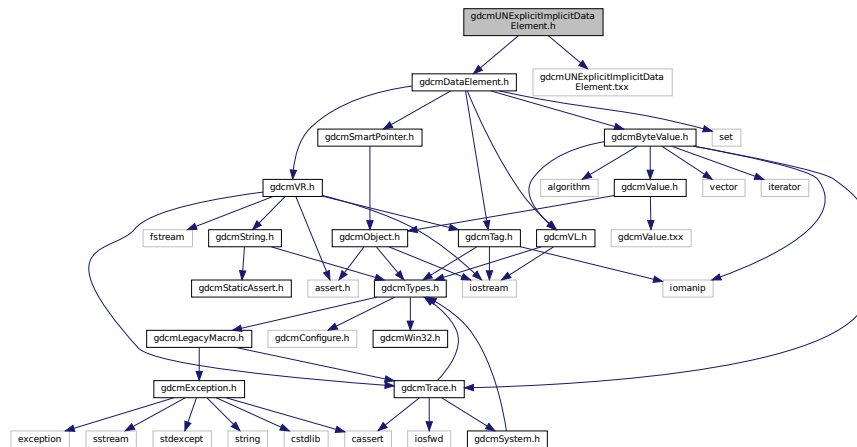 gdcmUNExplicitImplicitData
Element.h
gdcmDataElement.h
gdcmUNExplicitImplicitData
Element.txx
gdcmSmartPointer.h
gdcmByteValue.h
set
gdcmVR.h
algorithm
gdcmValue.h
vector
iterator
fstream
gdcmString.h
gdcmObject.h
gdcmTag.h
gdcmVL.h
gdcmValue.txx
gdcmStaticAssert.h
assert.h
gdcmTypes.h
iostream
iomanip
gdcmLegacyMacro.h
gdcmConfigure.h
gdcmWin32.h
gdcmException.h
gdcmTrace.h
exception
sstream
stdexcept
string
cstdlib
cassert
iosfwd
gdcmSystem.h